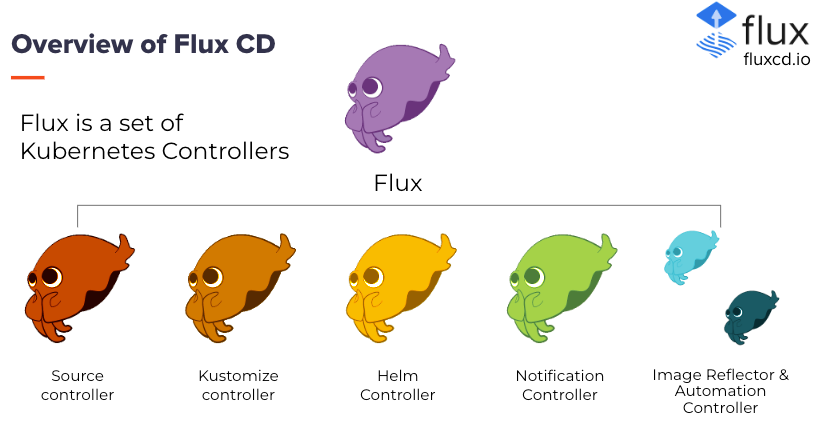 Overview of Flux CD
flux
fluxcd.io
Flux is a set of
Kubernetes Controllers
Flux
Source
controller
Kustomize
controller
Helm
Controller
Notification
Controller
Image Reflector &
Automation
Controller